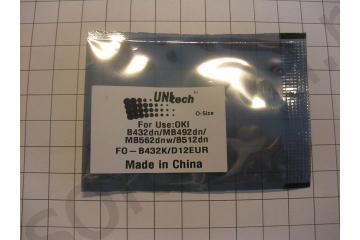 UNItech
O-Size
For Use:OKI
B432dn/MB492dn/
MB562dnw/B512dn
FO-B432K/D12EUR
Made in China